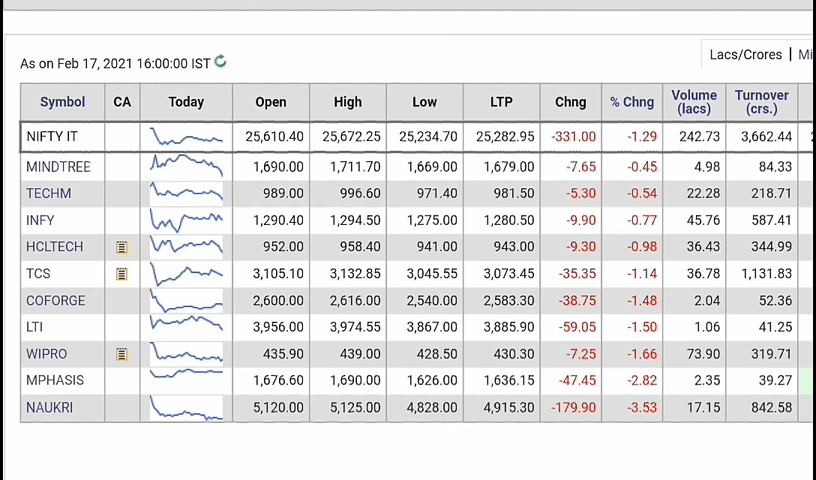 Lacs/Crores | Mi
As on Feb 17, 2021 16:00:00 IST
Symbol CA Today Open High Low LTP Chng % Chng Volume (lacs) Turnover (crs.)
NIFTY IT 25,610.40 25,672.25 25,234.70 25,282.95 -331.00 -1.29 242.73 3,662.44
MINDTREE 1,690.00 1,711.70 1,669.00 1,679.00 -7.65 -0.45 4.98 84.33
TECHM 989.00 996.60 971.40 981.50 -5.30 -0.54 22.28 218.71
INFY 1,290.40 1,294.50 1,275.00 1,280.50 -9.90 -0.77 45.76 587.41
HCLTECH 952.00 958.40 941.00 943.00 -9.30 -0.98 36.43 344.99
TCS 3,105.10 3,132.85 3,045.55 3,073.45 -35.35 -1.14 36.78 1,131.83
COFORGE 2,600.00 2,616.00 2,540.00 2,583.30 -38.75 -1.48 2.04 52.36
LTI 3,956.00 3,974.55 3,867.00 3,885.90 -59.05 -1.50 1.06 41.25
WIPRO 435.90 439.00 428.50 430.30 -7.25 -1.66 73.90 319.71
MPHASIS 1,676.60 1,690.00 1,626.00 1,636.15 -47.45 -2.82 2.35 39.27
NAUKRI 5,120.00 5,125.00 4,828.00 4,915.30 -179.90 -3.53 17.15 842.58